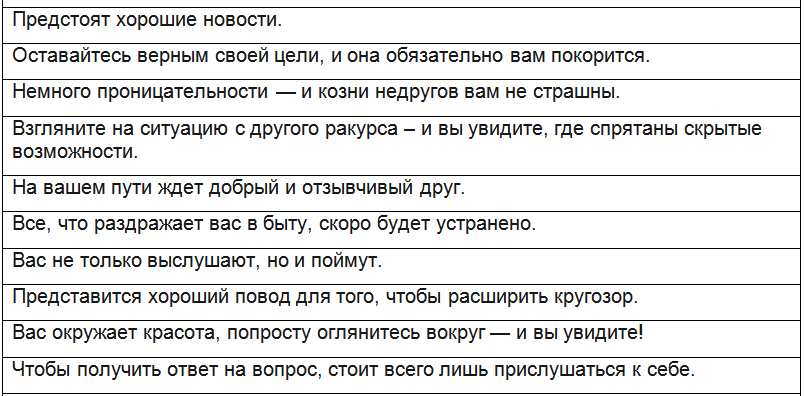 Предстоят хорошие новости.
Оставайтесь верным своей цели, и она обязательно вам покорится.
Немного проницательности — и козни недругов вам не страшны.
Взгляните на ситуацию с другого ракурса – и вы увидите, где спрятаны скрытые
возможности.
На вашем пути ждет добрый и отзывчивый друг.
Все, что раздражает вас в быту, скоро будет устранено.
Вас не только выслушают, но и поймут.
Представится хороший повод для того, чтобы расширить кругозор.
Вас окружает красота, попросту оглянитесь вокруг — и вы увидите!
Чтобы получить ответ на вопрос, стоит всего лишь прислушаться к себе.